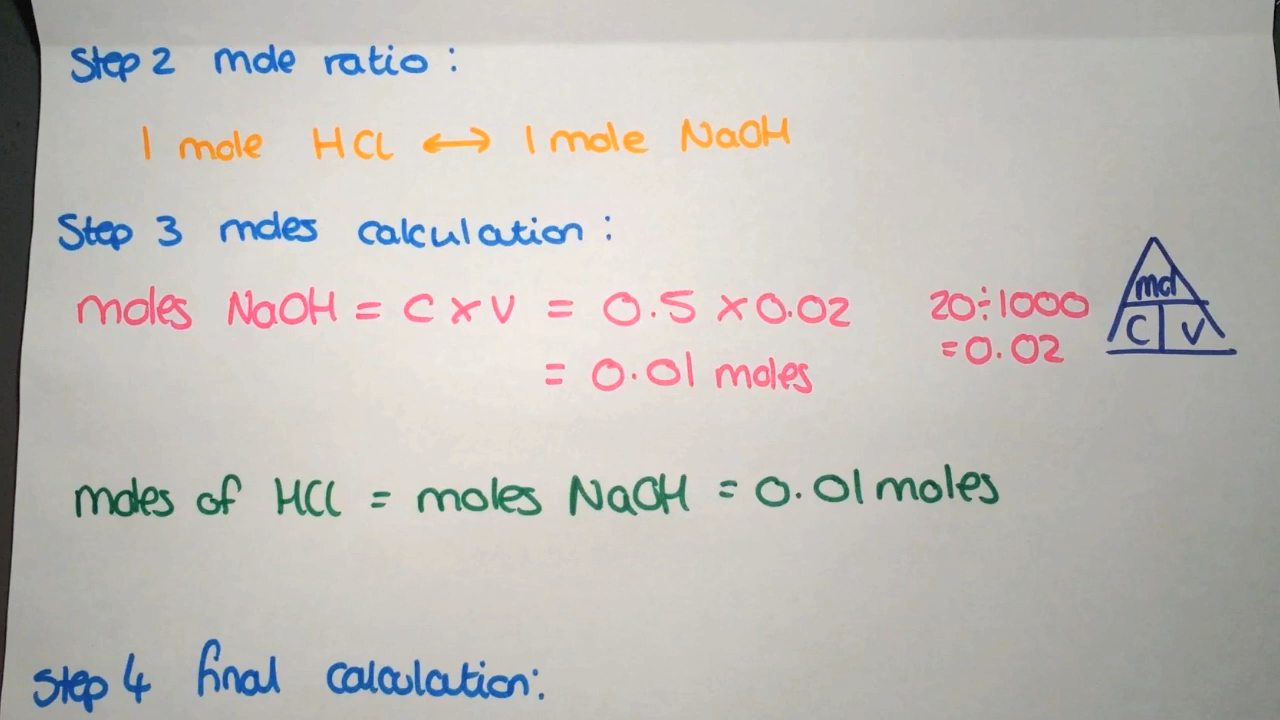 Step 2 mole ratio:
1 mole HCl ↔ 1 mole NaOH
Step 3 moles calculation:
moles NaOH = C x V = 0.5 x 0.02
= 0.01 moles
20÷1000
= 0.02
mol
C V
moles of HCl = moles NaOH = 0.01 moles
Step 4 final calculation: